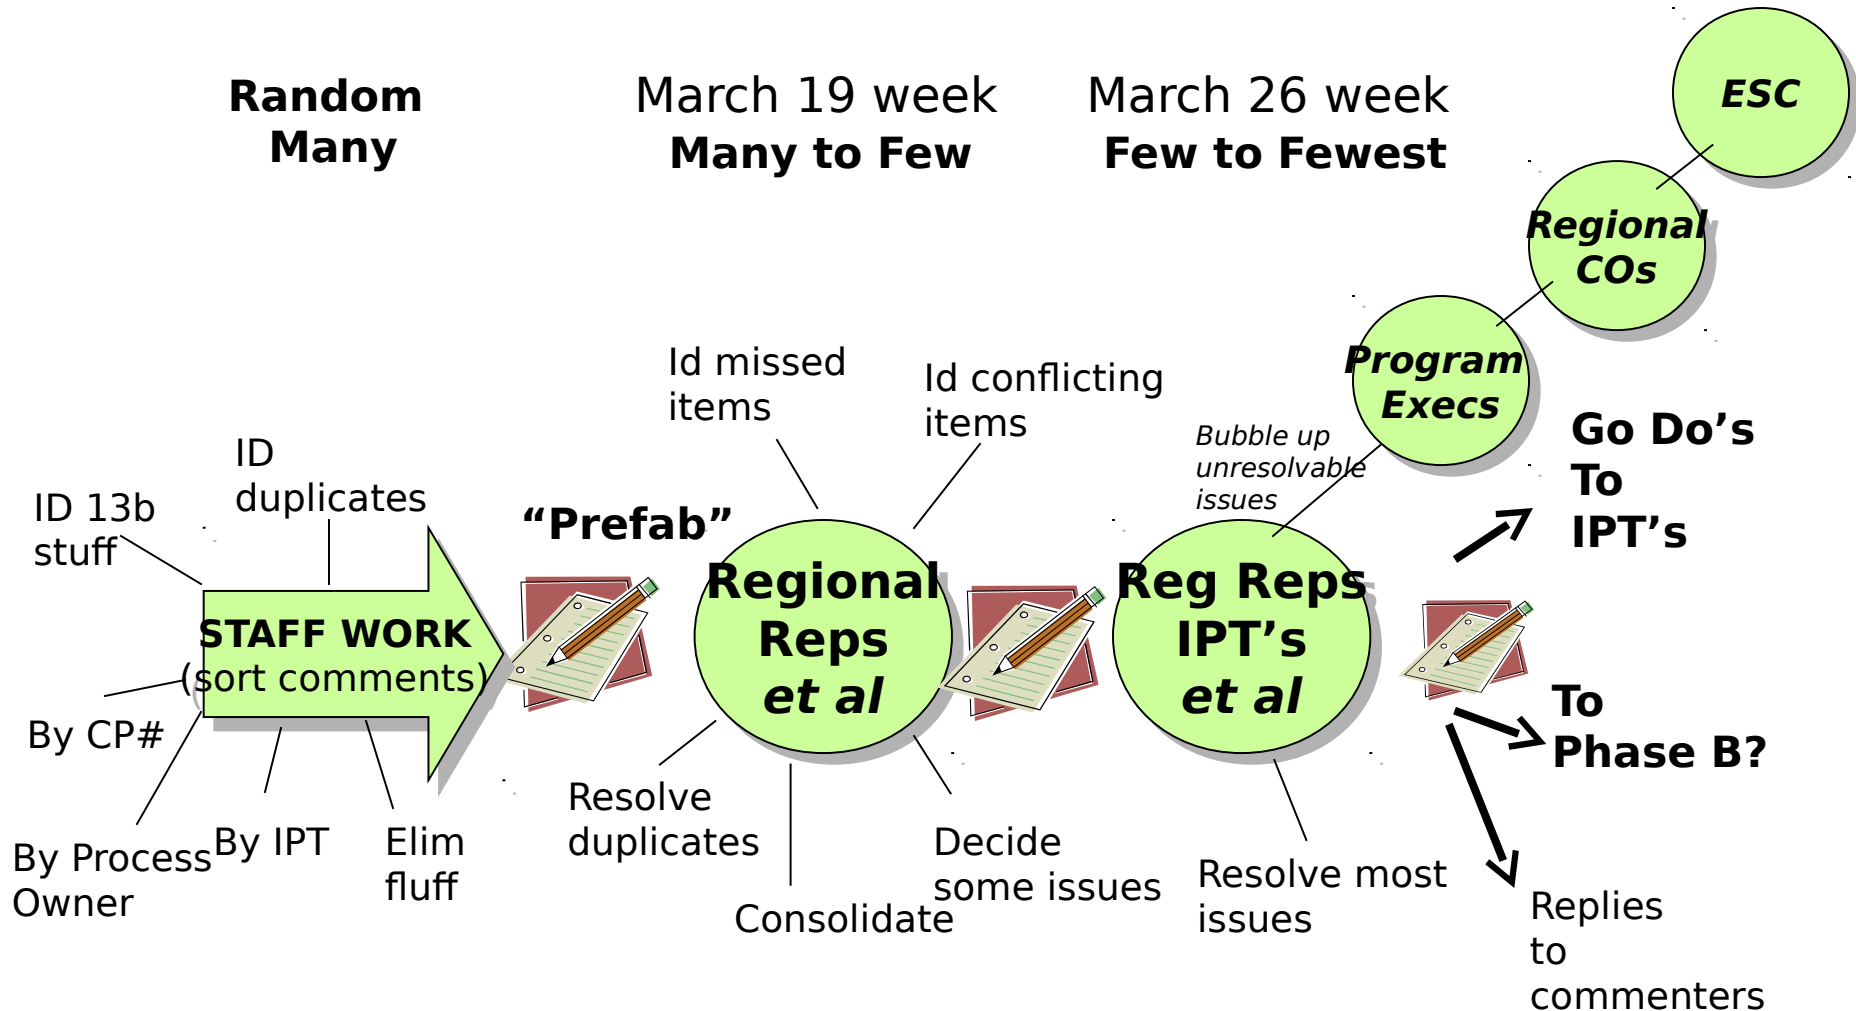 Random
Many
March 19 week
Many to Few
March 26 week
Few to Fewest
ESC
Regional
COs
Program
Execs
Bubble up
unresolvable
issues
ID 13b
stuff
ID
duplicates
STAFF WORK
(sort comments)
By CP#
By Process
Owner
By IPT
Elim
fluff
“Prefab”
Id missed
items
Id conflicting
items
Regional
Reps
et al
Resolve
duplicates
Consolidate
Decide
some issues
Reg Reps
IPT’s
et al
Resolve most
issues
Go Do’s
To
IPT’s
To
Phase B?
Replies
to
commenters